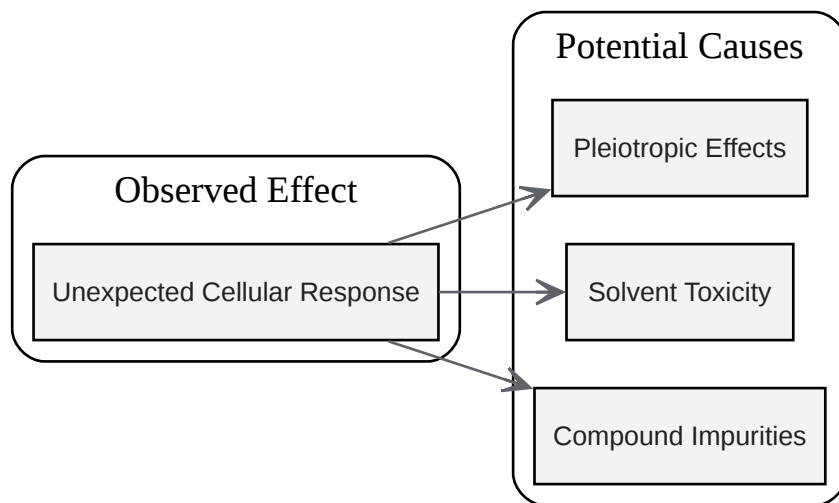 Observed Effect
Unexpected Cellular Response
Potential Causes
Pleiotropic Effects
Solvent Toxicity
Compound Impurities